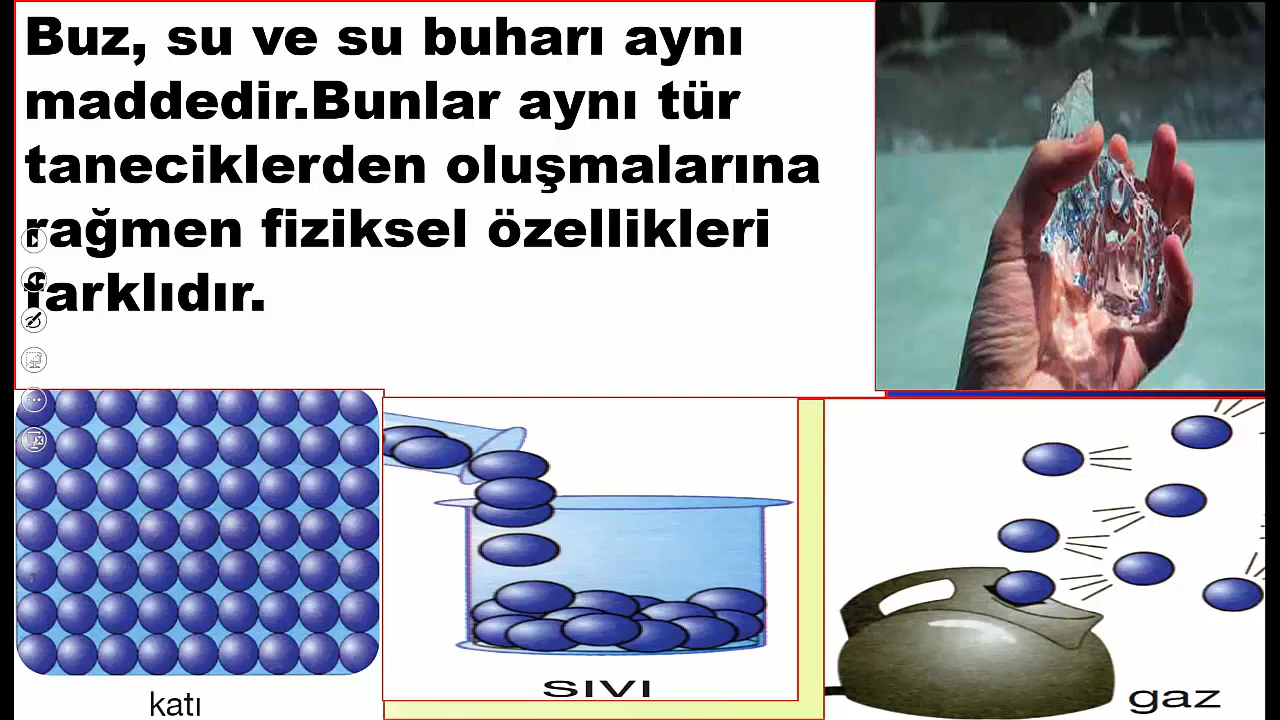 Buz, su ve su buharı aynı
maddedir.Bunlar aynı tür
taneciklerden oluşmalarına
rağmen fiziksel özellikleri
farklıdır.
katı
SIVI
gaz